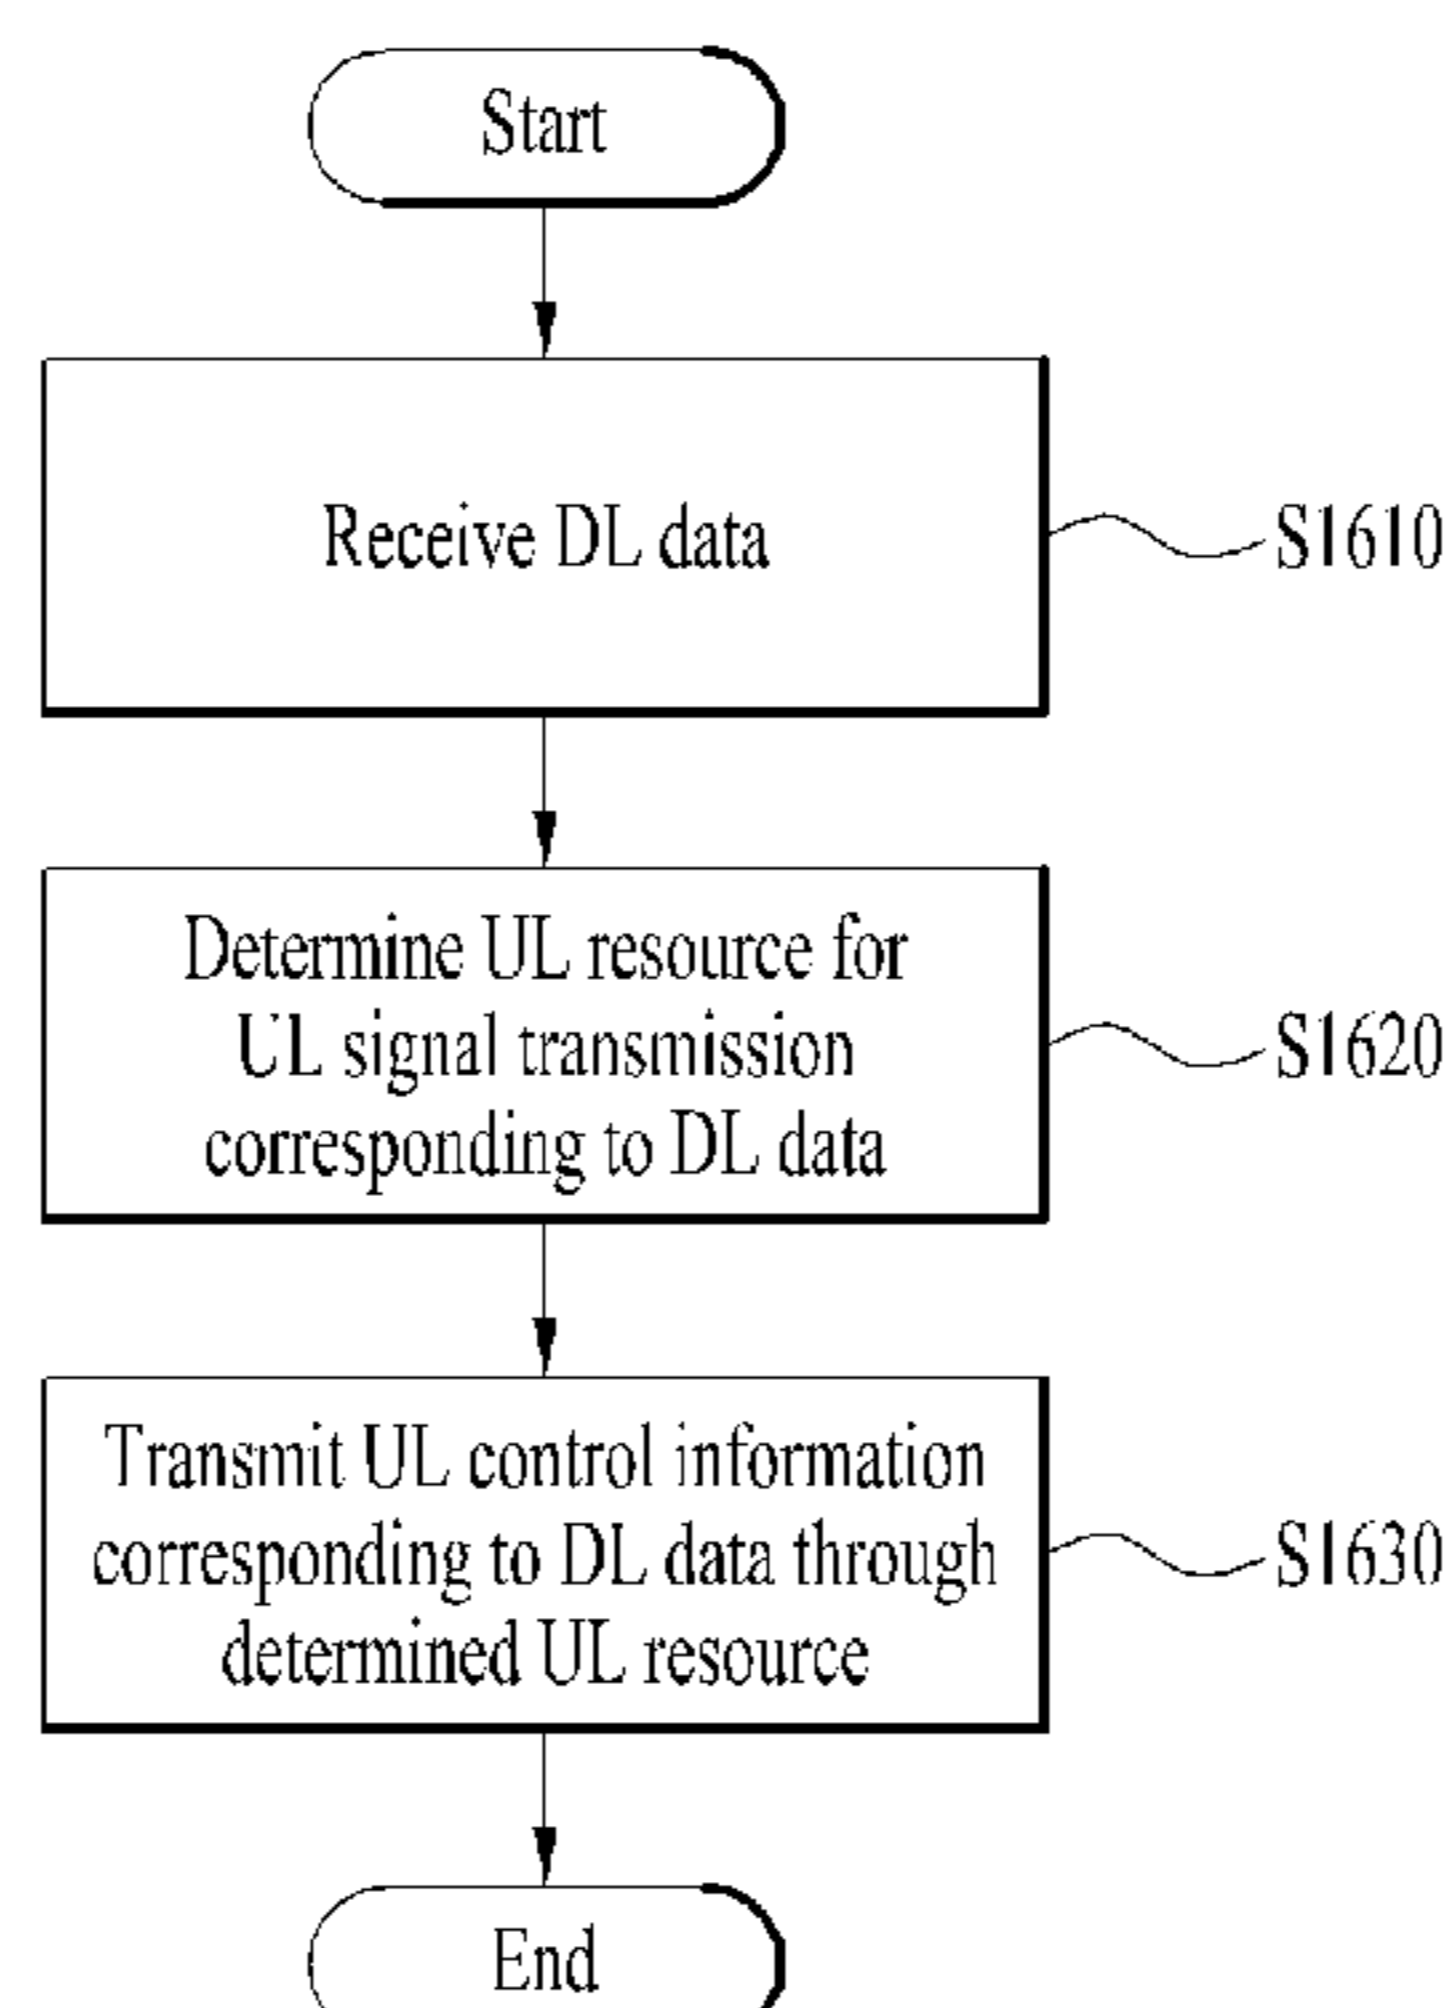 Start
Receive DL data
S1610
Determine UL resource for
UL signal transmission
corresponding to DL data
S1620
Transmit UL control information
corresponding to DL data through
determined UL resource
S1630
End